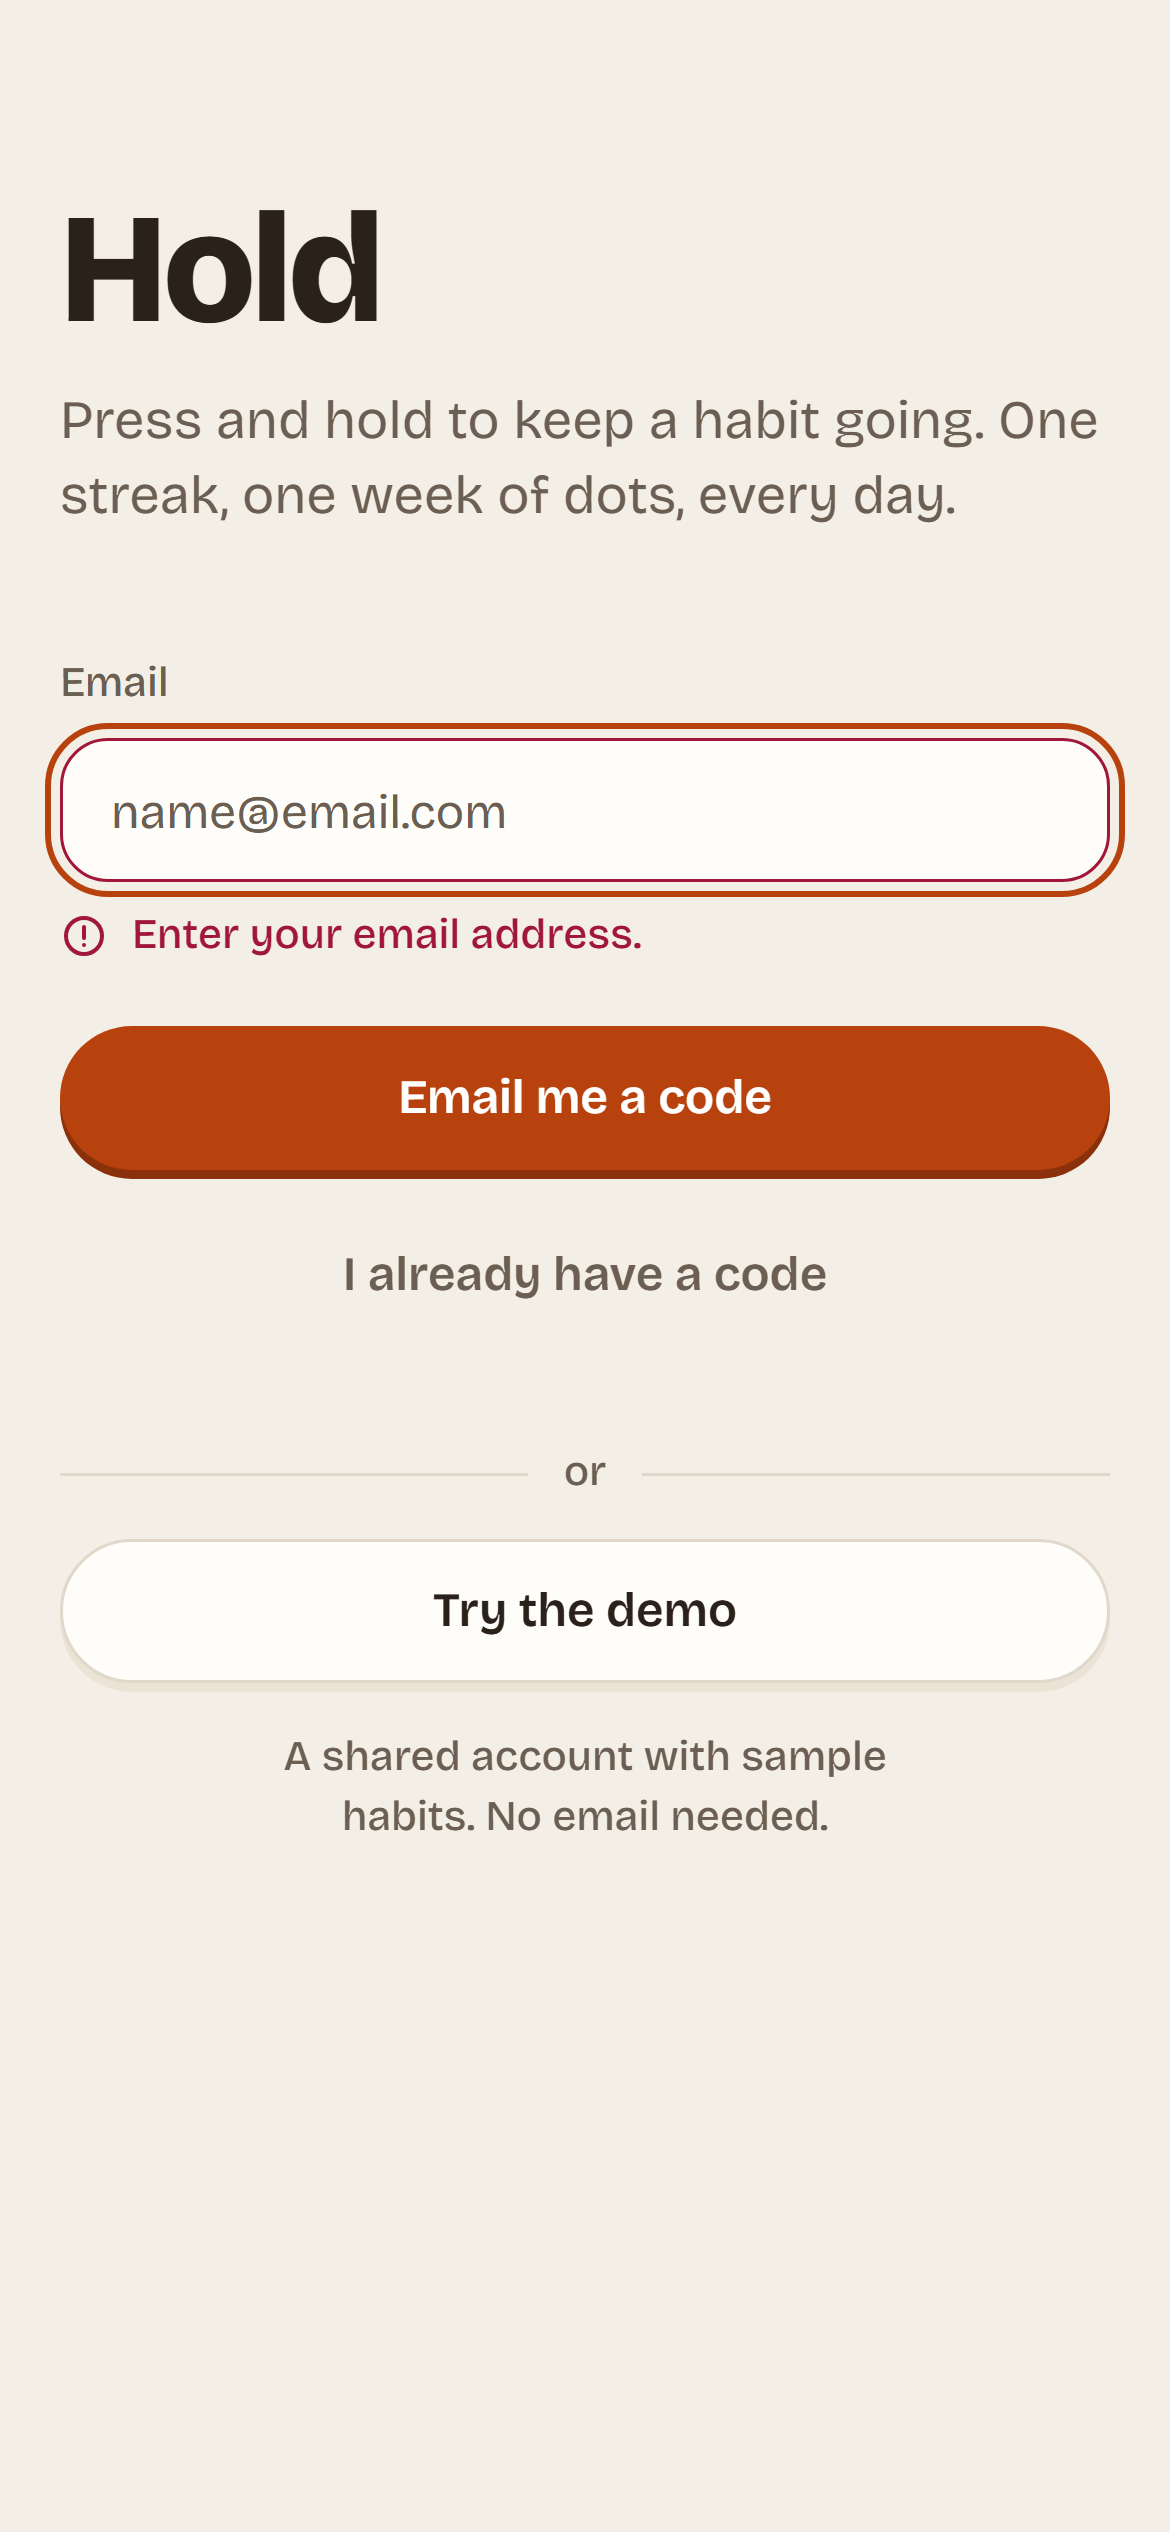 Hold
Press and hold to keep a habit going. One
streak, one week of dots, every day.
Email
name@email.com
Enter your email address.
Email me a code
I already have a code
or
Try the demo
A shared account with sample
habits. No email needed.